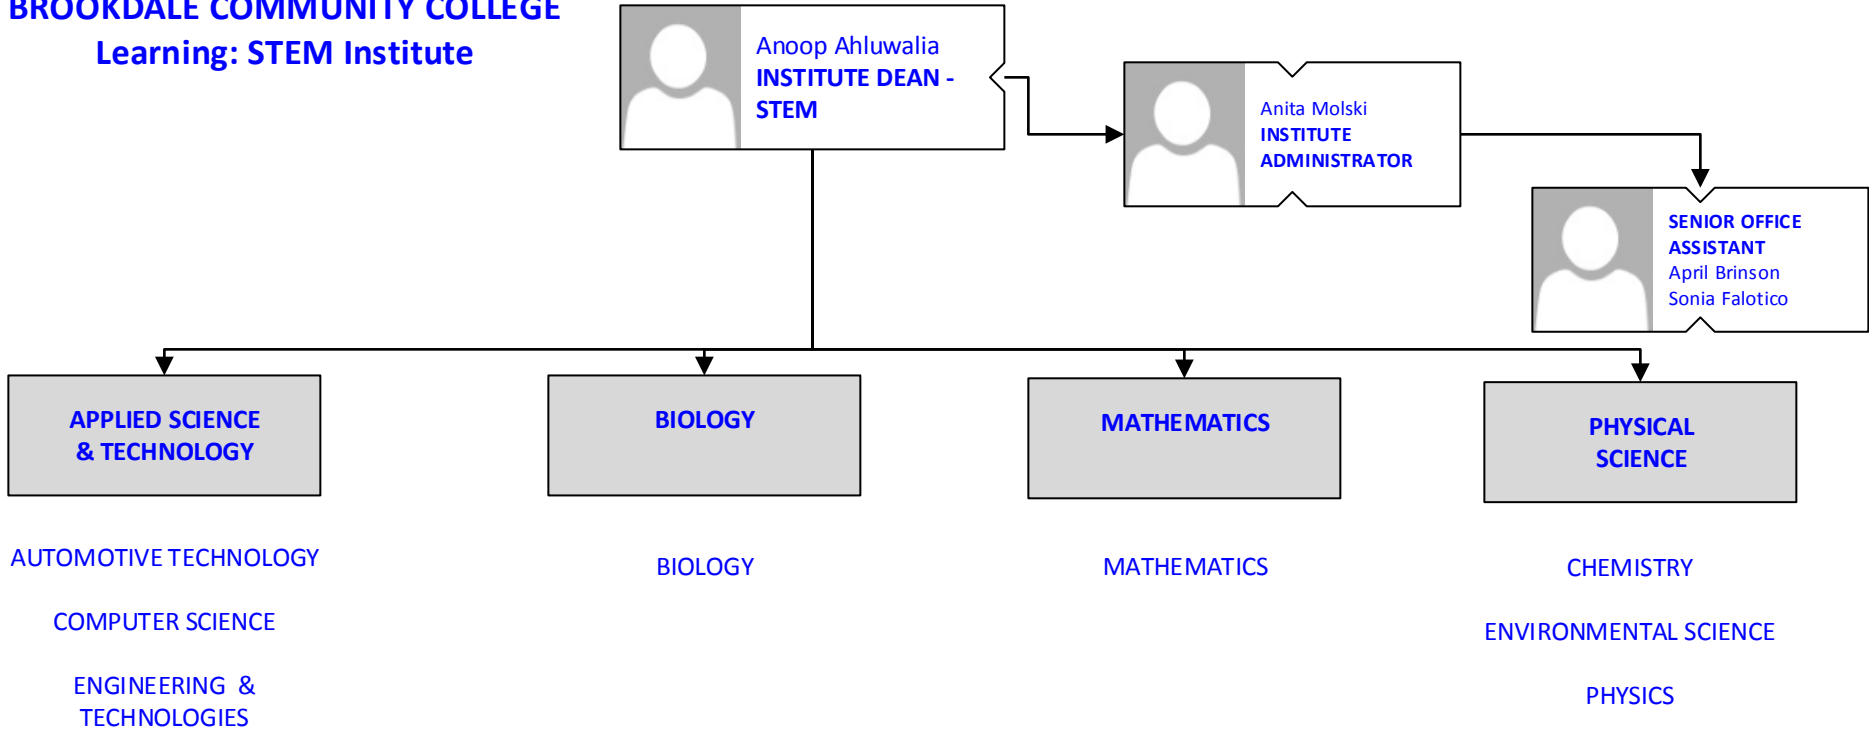 BROOKDALE COMMUNITY COLLEGE
Learning: STEM Institute
Anoop Ahluwalia
INSTITUTE DEAN -
STEM
Anita Molski
INSTITUTE
ADMINISTRATOR
SENIOR OFFICE
ASSISTANT
April Brinson
Sonia Falotico
APPLIED SCIENCE
& TECHNOLOGY
BIOLOGY
MATHEMATICS
PHYSICAL
SCIENCE
AUTOMOTIVE TECHNOLOGY
COMPUTER SCIENCE
ENGINEERING &
TECHNOLOGIES
BIOLOGY
MATHEMATICS
CHEMISTRY
ENVIRONMENTAL SCIENCE
PHYSICS